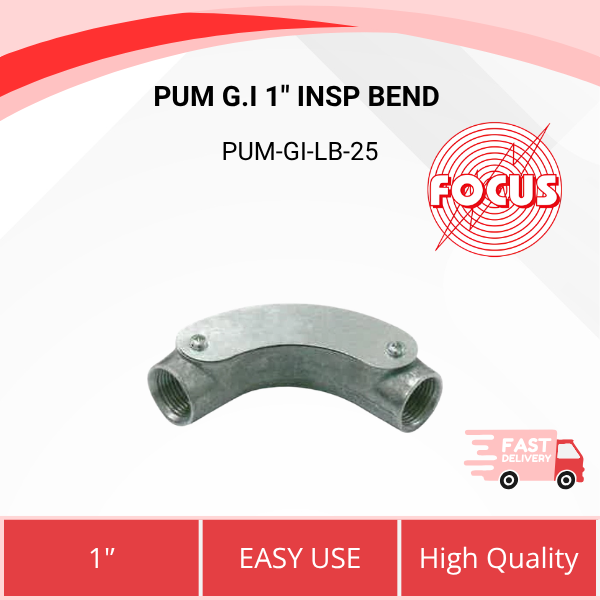 PUM G.I 1" INSP BEND
PUM-GI-LB-25
FOCUS
FAST
DELIVERY
1"
EASY USE
High Quality